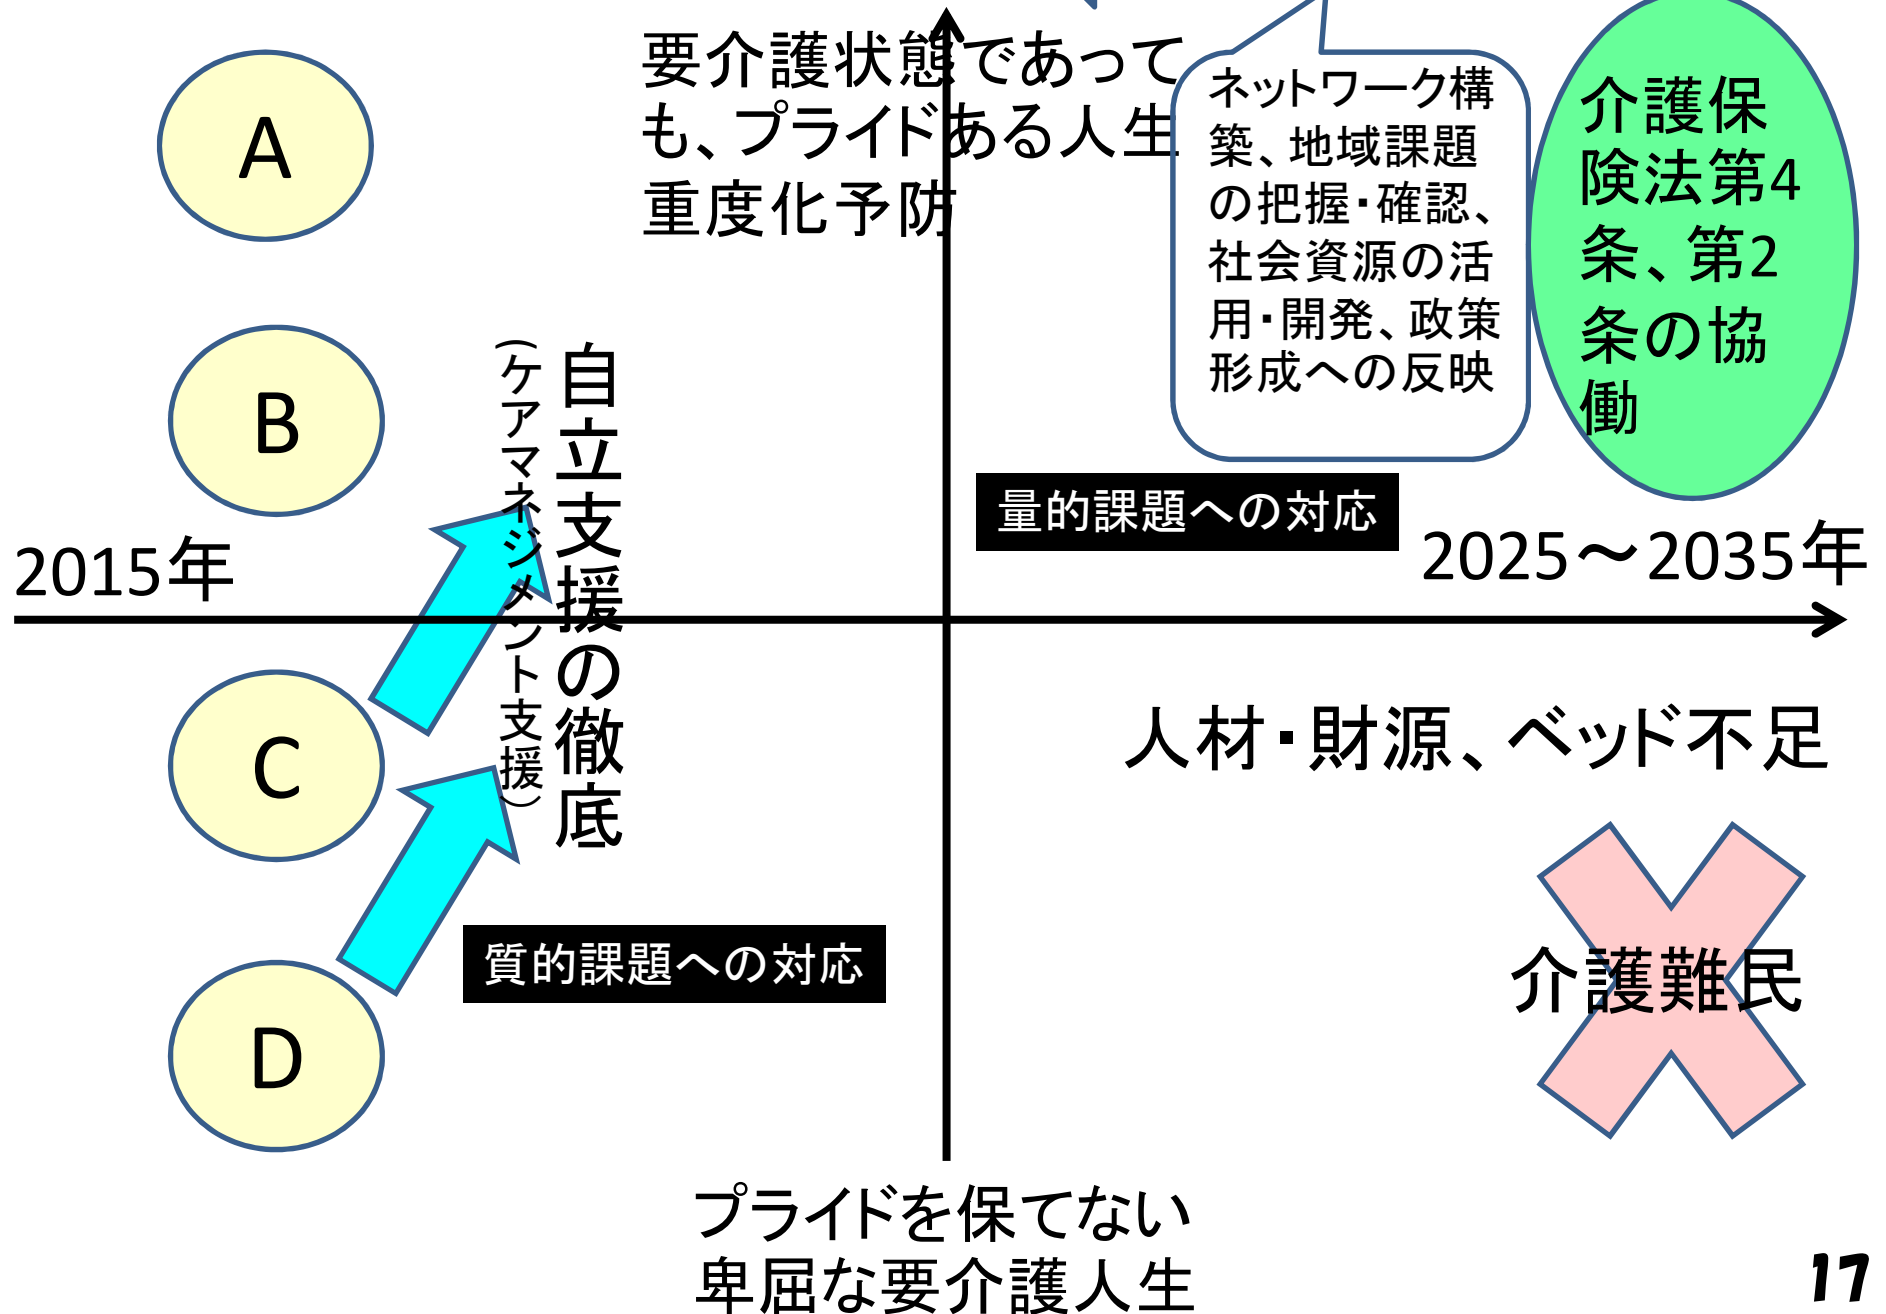 A
要介護状態であって
も、プライドある人生
重度化予防
ネットワーク構
築、地域課題
の把握・確認、
社会資源の活
用・開発、政策
形成への反映
介護保
険法第4
条、第2
条の協
働
B
自立支援の徹底
（ケアマネジメント支援）
量的課題への対応
2015年
2025～2035年
C
人材・財源、ベッド不足
質的課題への対応
介護難民
D
プライドを保てない
卑屈な要介護人生
17